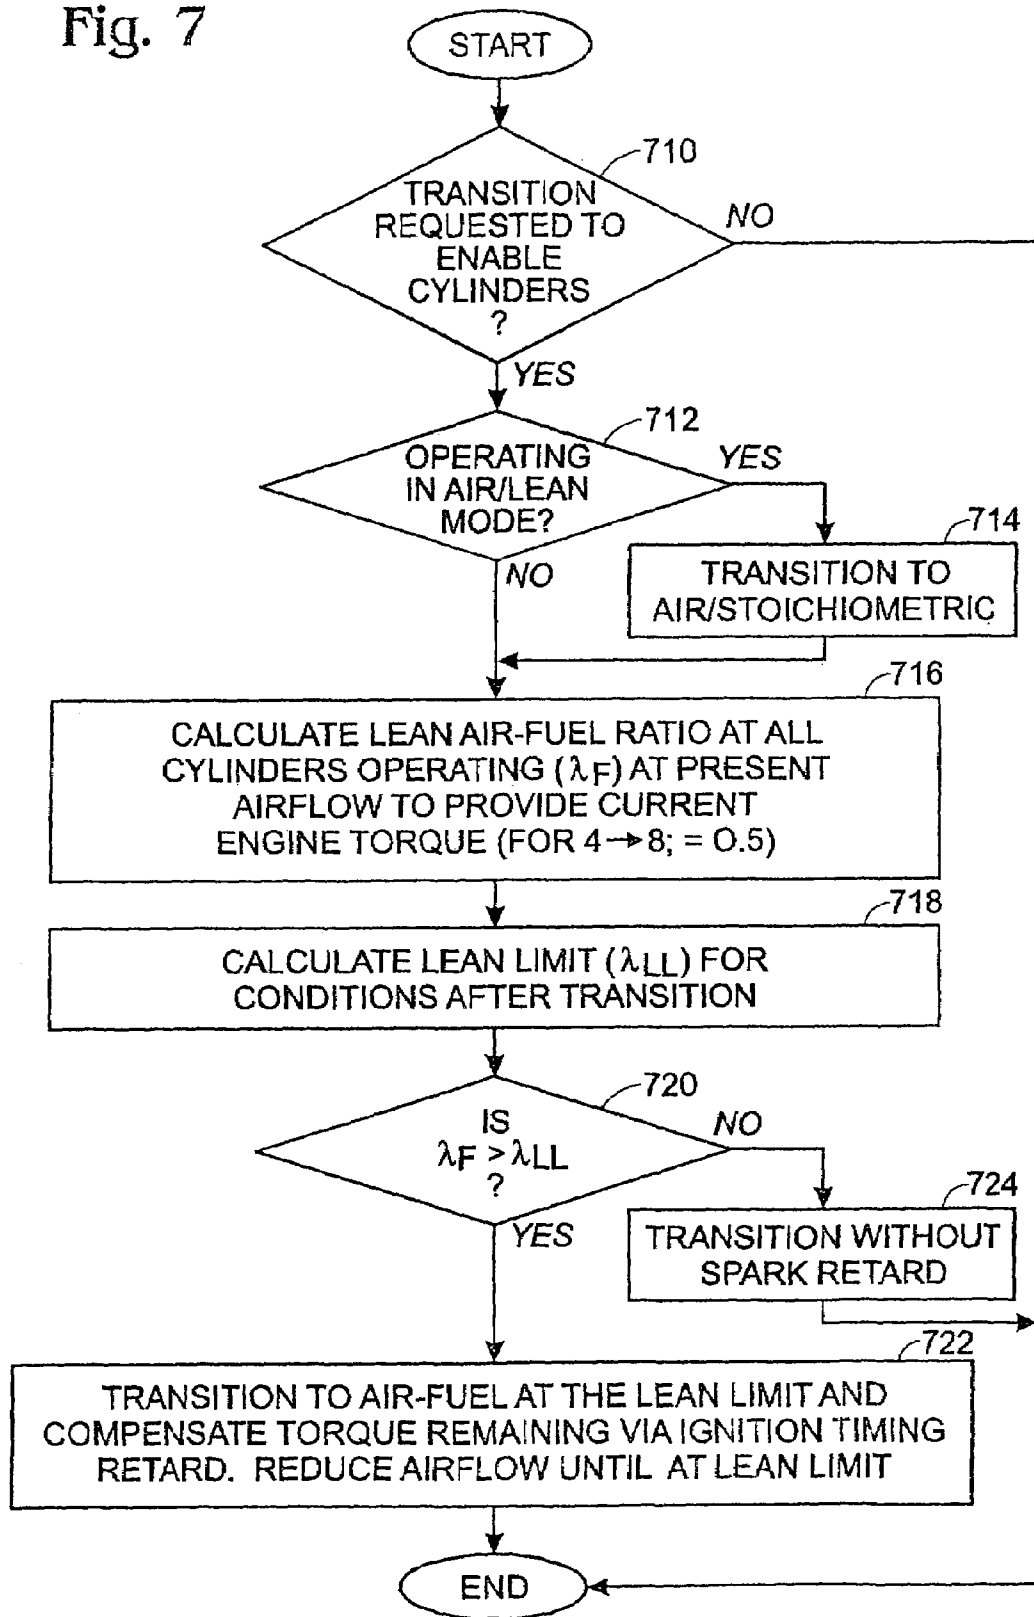 Fig. 7
START
710
TRANSITION
REQUESTED TO
ENABLE
CYLINDERS
?
NO
YES
712
OPERATING
IN AIR/LEAN
MODE?
YES
NO
714
TRANSITION TO
AIR/STOICHIOMETRIC
716
CALCULATE LEAN AIR-FUEL RATIO AT ALL
CYLINDERS OPERATING (λF) AT PRESENT
AIRFLOW TO PROVIDE CURRENT
ENGINE TORQUE (FOR 4→8; = 0.5)
718
CALCULATE LEAN LIMIT (λLL) FOR
CONDITIONS AFTER TRANSITION
720
IS
λF > λLL
?
NO
YES
724
TRANSITION WITHOUT
SPARK RETARD
722
TRANSITION TO AIR-FUEL AT THE LEAN LIMIT AND
COMPENSATE TORQUE REMAINING VIA IGNITION TIMING
RETARD. REDUCE AIRFLOW UNTIL AT LEAN LIMIT
END